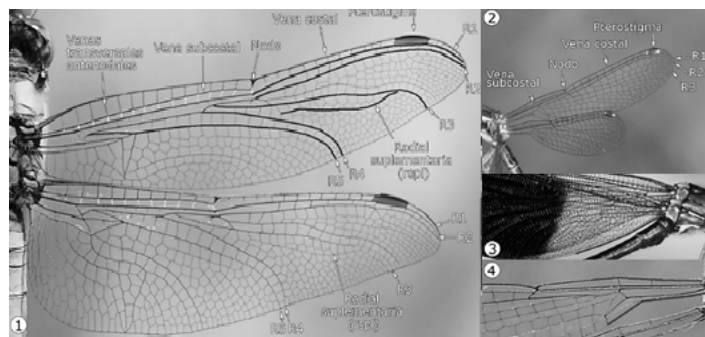 Pterostigma
Vena costal
R1
Venas
transversales
antenodales
Vena subcostal
Nodo
R2
R3
Radial
suplementaria
(rspl)
R4
R5
R1
R2
R3
Radial
suplementaria
(rspl)
R5 R4
1
2
Pterostigma
Vena costal
R1
Nodo
R2
Vena
subcostal
R3
3
4